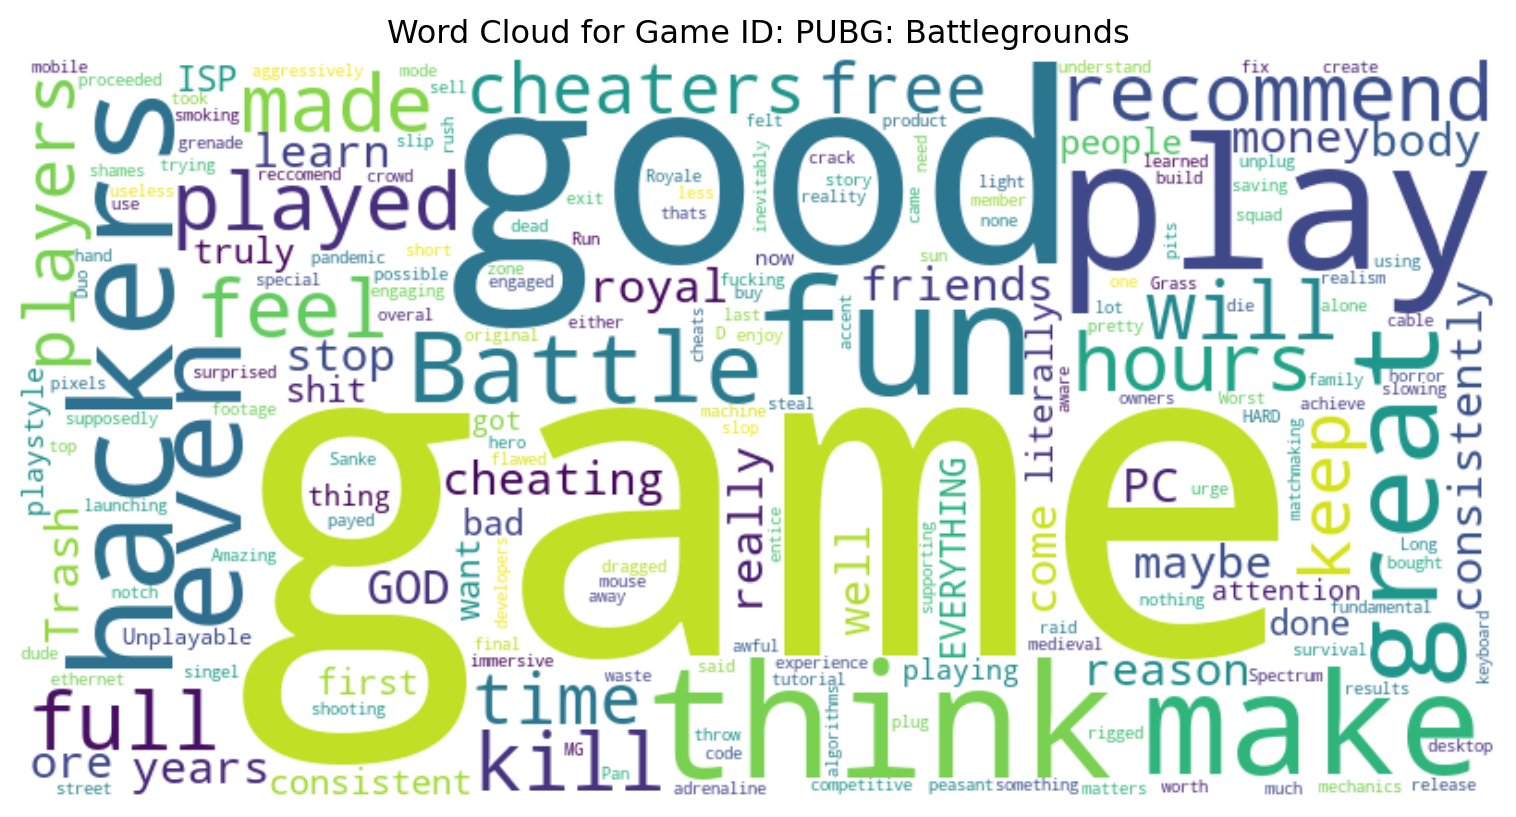 Word Cloud for Game ID: PUBG: Battlegrounds
mobile
proceeded
ISP
aggressively
mode
sell
cheaters
free
understand
fix
create
recommend
took
smoking
made
grenade
slip
rush
felt
product
people
money
body
players
hackers
shames
trying
learn
reccomend
crowd
good
crack
Royale
less
thats
story
reality
inevitably
came
need
light
member
none
learned
build
unplug
saving
squad
play
useless
use
played
exit
dead
Run
truly
pandemic
short
hand
Duo
special
possible
engaging
zone
engaged
royal
now
fucking
buy
sun
friends
one
Grass
pits
using
realism
lot
will
die
alone
feel
overal
original
either
last
D
enjoy
cheats
accent
fun
pretty
cable
stop
Battle
literally
aware
hours
great
consistently
surprised
shit
pixels
playstyle
supposedly
top
even
footage
got
hero
machine
slop
steal
owners
Worst
family
HARD
horror
slowing
achieve
game
Sanke
thing
payed
flawed
cheating
bad
really
entice
EVERYTHING
PC
urge
matchmaking
keep
launching
Trash
Amazing
notch
GOD
want
developers
dragged
mouse
away
well
supporting
come
maybe
nothing
attention
Long
bought
fundamental
Unplayable
dude
ethernet
singel
final
immersive
awful
waste
said
experience
tutorial
playing
raid
medieval
done
survival
keyboard
first
shooting
time
think
reason
Spectrum
results
full
make
throw
code
plug
algorithms
rigged
desktop
ore
years
street
consistent
kill
MG
Pan
adrenaline
competitive
peasant
something
matters
worth
much
mechanics
release